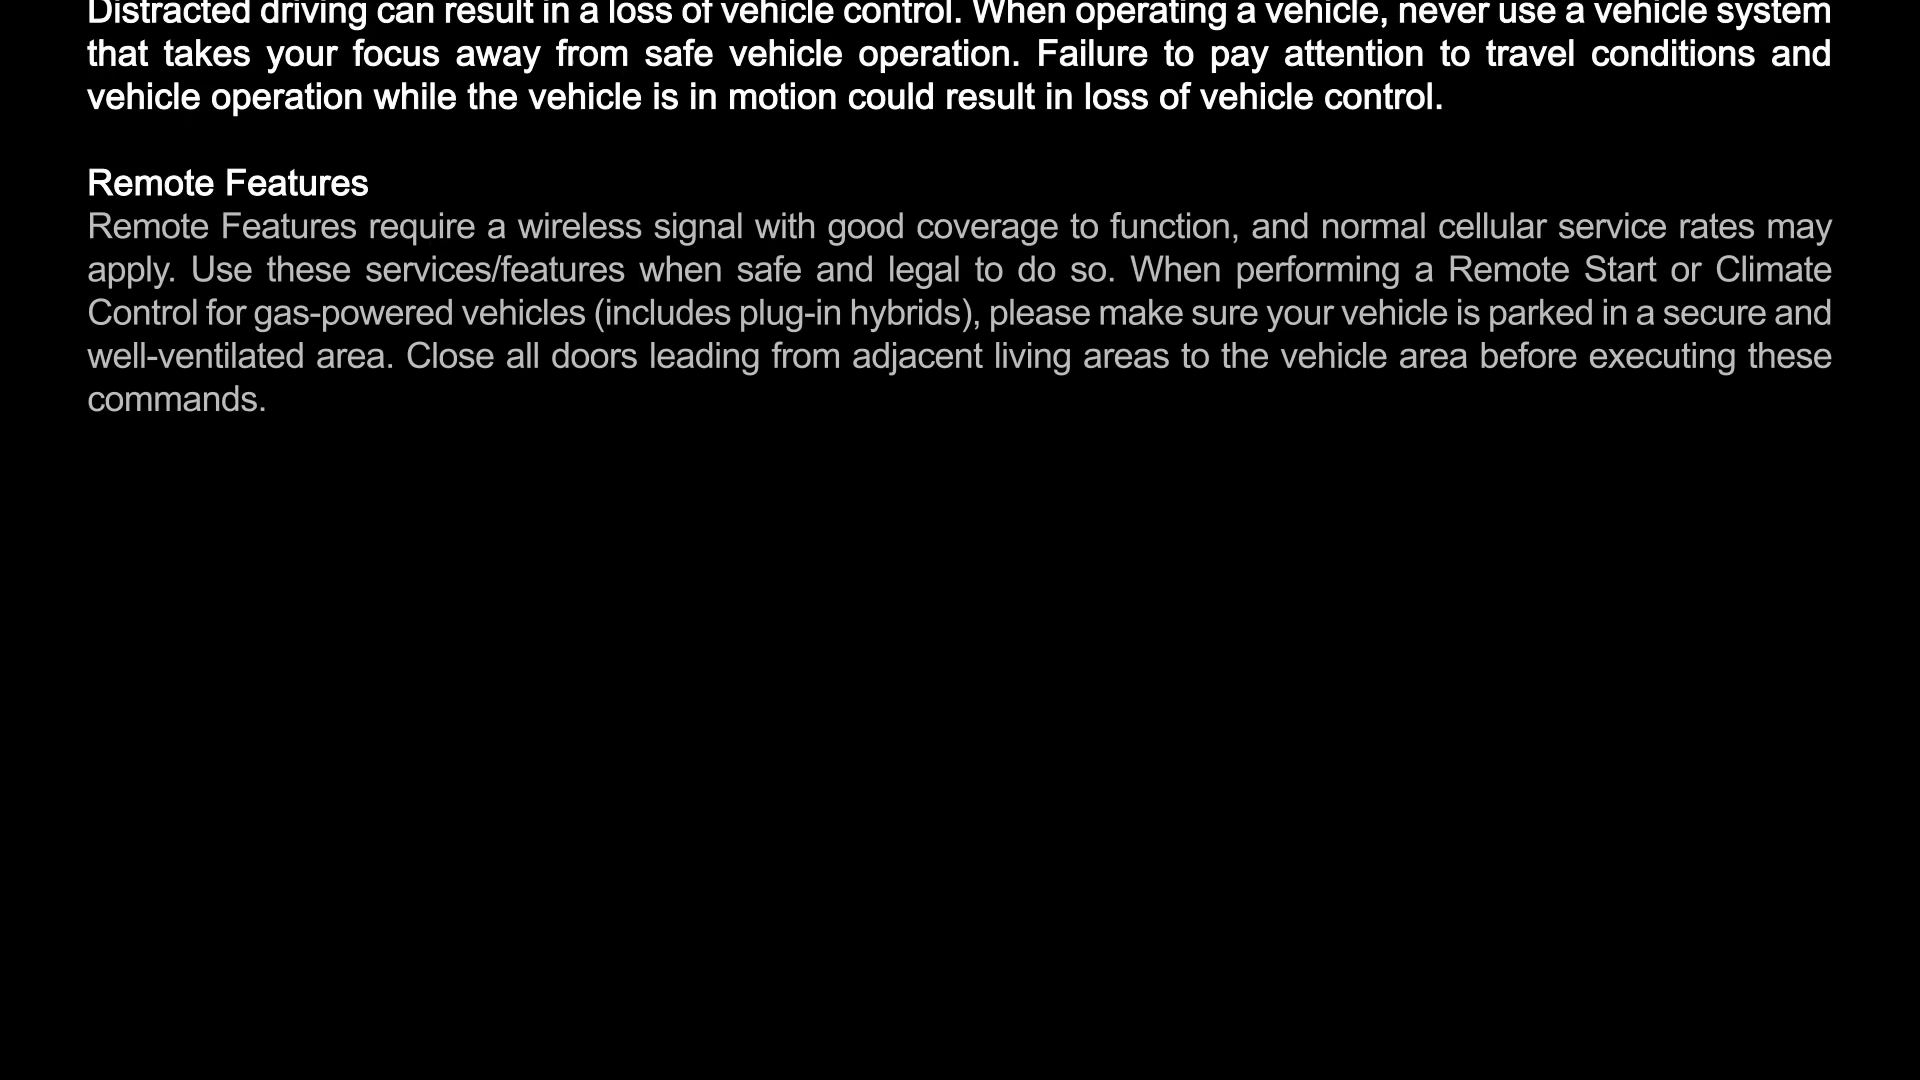 Distracted driving can result in a loss of vehicle control. When operating a vehicle, never use a vehicle system
that takes your focus away from safe vehicle operation. Failure to pay attention to travel conditions and
vehicle operation while the vehicle is in motion could result in loss of vehicle control.
Remote Features
Remote Features require a wireless signal with good coverage to function, and normal cellular service rates may
apply. Use these services/features when safe and legal to do so. When performing a Remote Start or Climate
Control for gas-powered vehicles (includes plug-in hybrids), please make sure your vehicle is parked in a secure and
well-ventilated area. Close all doors leading from adjacent living areas to the vehicle area before executing these
commands.